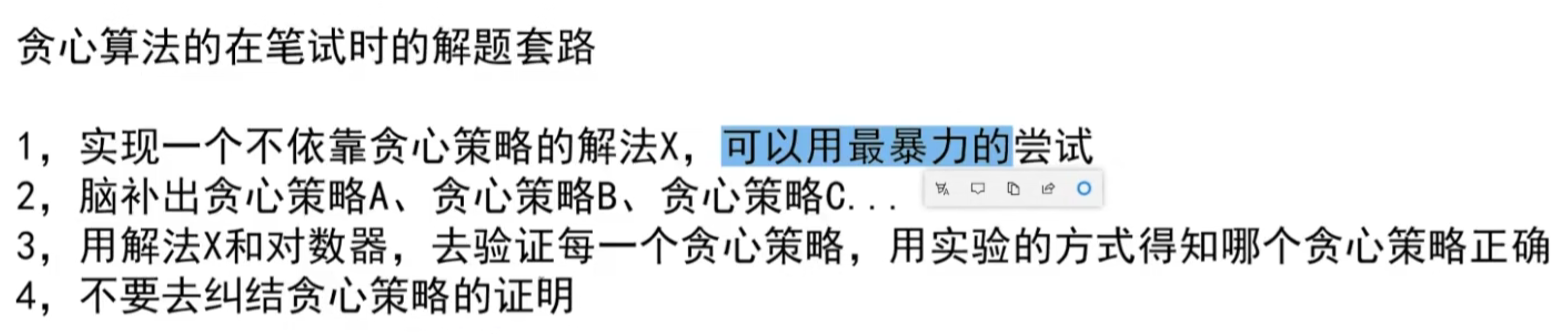 贪心算法的在笔试时的解题套路
1，实现一个不依靠贪心策略的解法X，可以用最暴力的尝试
2，脑补出贪心策略A、贪心策略B、贪心策略C...
3，用解法X和对数器，去验证每一个贪心策略，用实验的方式得知哪个贪心策略正确
4，不要去纠结贪心策略的证明